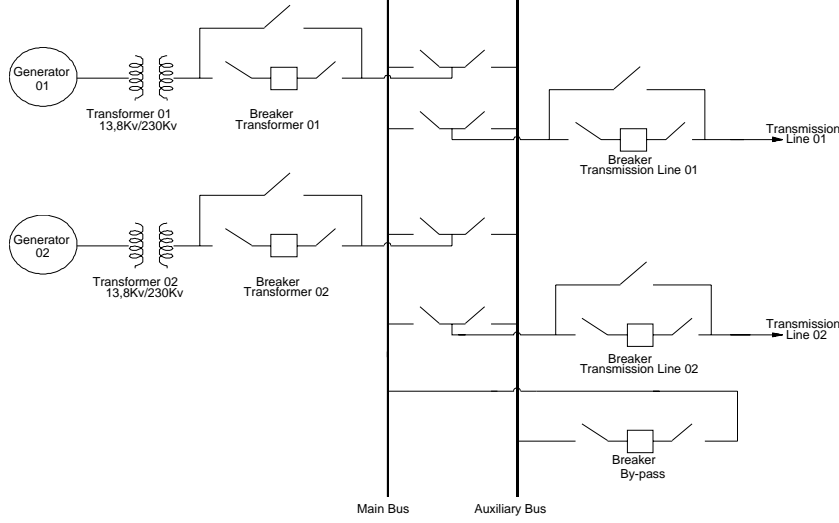 Generator
01
Transformer 01
13,8Kv/230Kv
Breaker
Transformer 01
Breaker
Transmission Line 01
Transmission
Line 01
Generator
02
Transformer 02
13,8Kv/230Kv
Breaker
Transformer 02
Breaker
Transmission Line 02
Transmission
Line 02
Breaker
By-pass
Main Bus
Auxiliary Bus